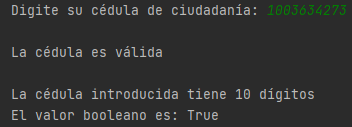 Digite su cédula de ciudadanía: 1003634273
La cédula es válida
La cédula introducida tiene 10 dígitos
El valor booleano es: True